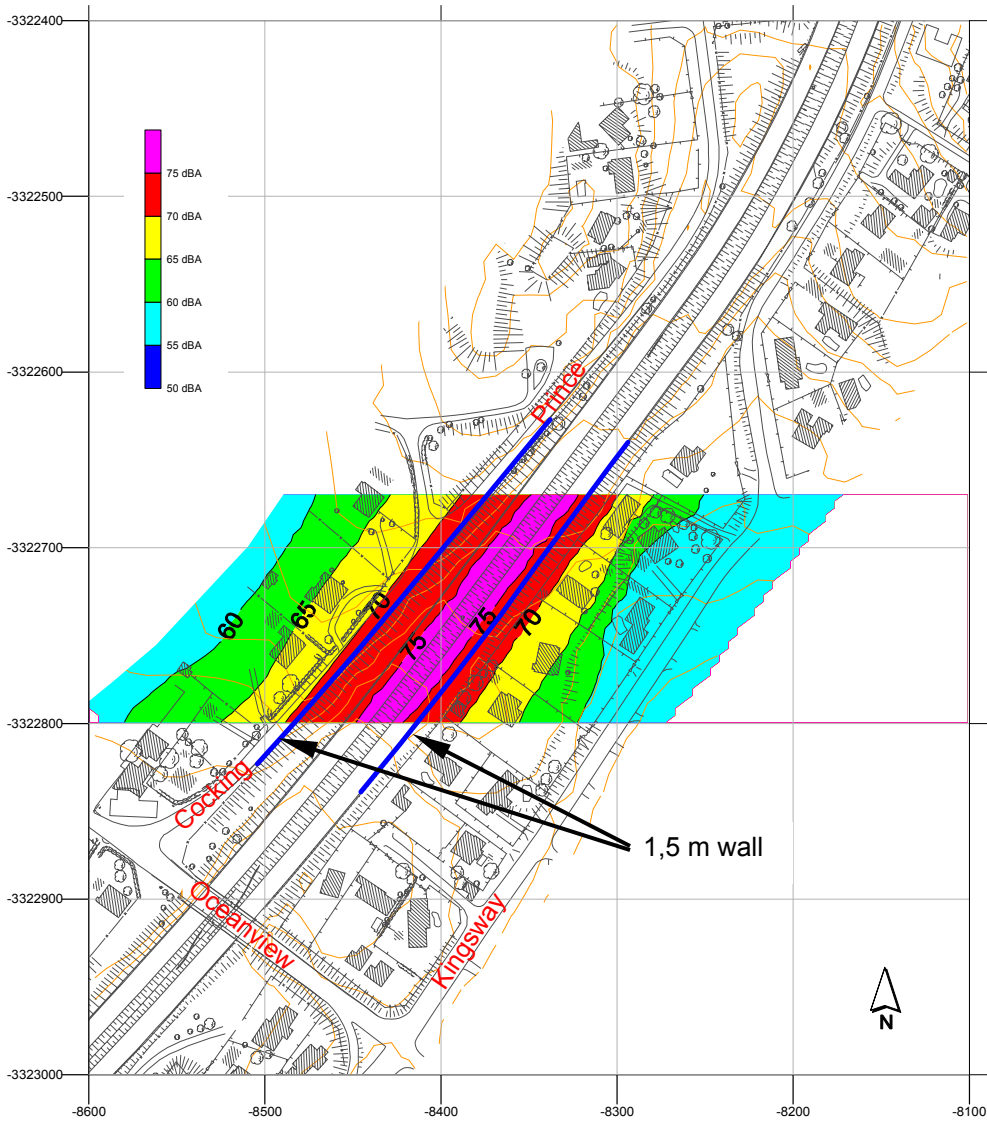 -3322400
75 dBA
70 dBA
65 dBA
60 dBA
55 dBA
50 dBA
-3322500
-3322600
Prince
-3322700
60
65
70
75
75
70
-3322800
Cocking
1,5 m wall
Oceanview
Kingsway
-3322900
N
-3323000
-8600
-8500
-8400
-8300
-8200
-8100